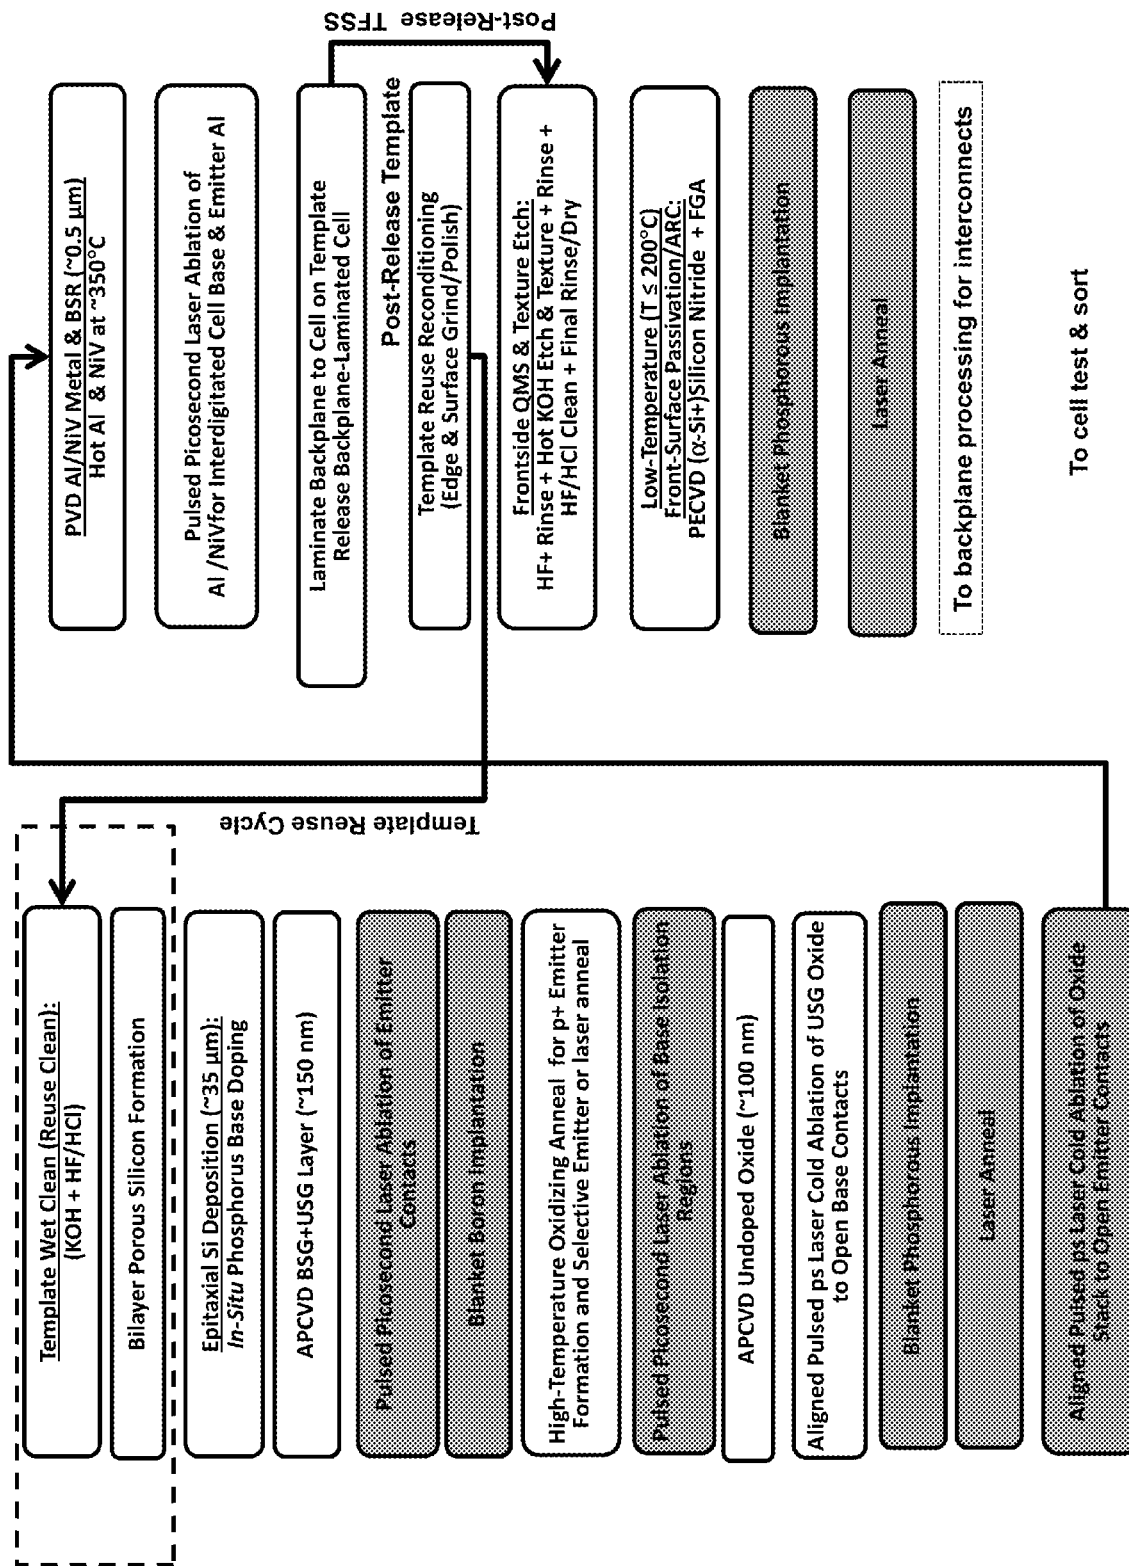 Template Wet Clean (Reuse Clean):
(KOH + HF/HCl)
Bilayer Porous Silicon Formation
Epitaxial Si Deposition (~35 µm):
In-Situ Phosphorus Base Doping
APCVD BSG+USG Layer (~150 nm)
Pulsed Picosecond Laser Ablation of Emitter
Contacts
Blanket Boron Implantation
High-Temperature Oxidizing Anneal for p+ Emitter
Formation and Selective Emitter or laser anneal
Pulsed Picosecond Laser Ablation of Base Isolation
Regions
APCVD Undoped Oxide (~100 nm)
Aligned Pulsed ps Laser Cold Ablation of USG Oxide
to Open Base Contacts
Blanket Phosphorous Implantation
Laser Anneal
Aligned Pulsed ps Laser Cold Ablation of Oxide
Stack to Open Emitter Contacts
Template Reuse Cycle
PVD Al/NiV Metal & BSR (~0.5 µm)
Hot Al & NiV at ~350°C
Pulsed Picosecond Laser Ablation of
Al /NiVfor Interdigitated Cell Base & Emitter Al
Laminate Backplane to Cell on Template
Release Backplane-Laminated Cell
Post-Release Template
Post-Release TFSS
Template Reuse Reconditioning
(Edge & Surface Grind/Polish)
Frontside QMS & Texture Etch:
HF+ Rinse + Hot KOH Etch & Texture + Rinse +
HF/HCl Clean + Final Rinse/Dry
Low-Temperature (T ≤ 200°C)
Front-Surface Passivation/ARC:
PECVD (α-Si+)Silicon Nitride + FGA
Blanket Phosphorous Implantation
Laser Anneal
To backplane processing for interconnects
To cell test & sort